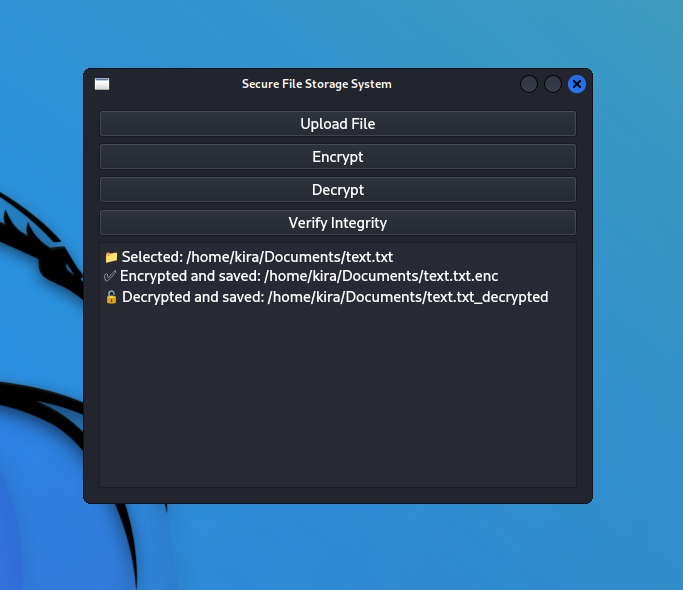 Secure File Storage System
Upload File
Encrypt
Decrypt
Verify Integrity
📁 Selected: /home/kira/Documents/text.txt
✅ Encrypted and saved: /home/kira/Documents/text.txt.enc
🔓 Decrypted and saved: /home/kira/Documents/text.txt_decrypted